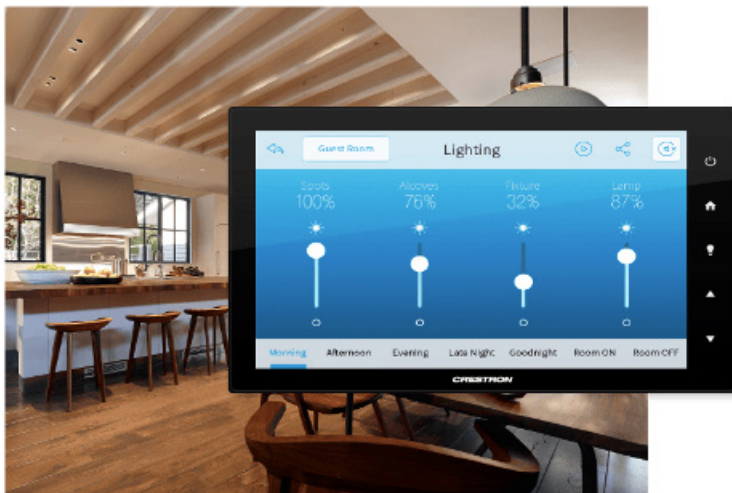 Guest Room
Lighting
Spots Alcoves Fixture Lamp
100% 76% 32% 87%
Morning Afternoon Evening Late Night Goodnight Room ON Room OFF
CRESTRON